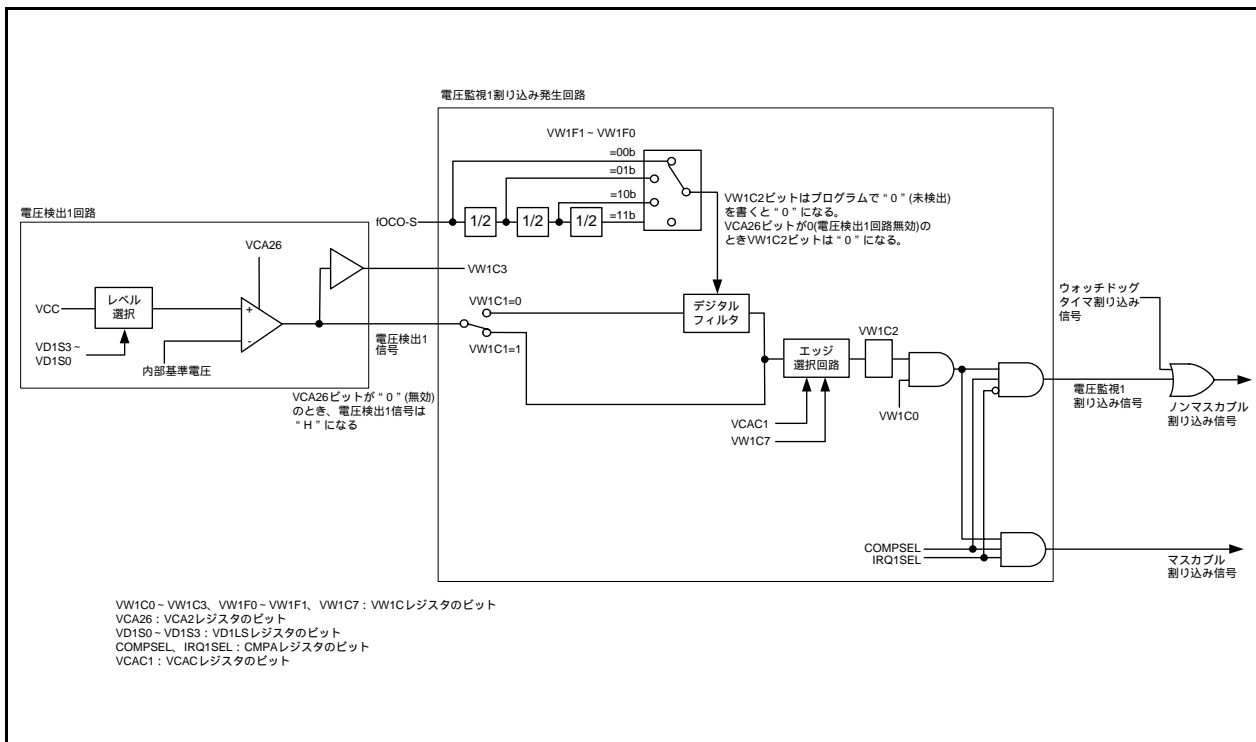 電圧監視1割り込み発生回路
VW1F1~VW1F0
=00b
=01b
=10b
=11b
fOCO-S
1/2
1/2
1/2
VW1C2ビットはプログラムで“0”(未検出)
を書くと“0”になる。
VCA26ビットが0(電圧検出1回路無効)の
ときVW1C2ビットは“0”になる。
電圧検出1回路
VCA26
VW1C3
VCC
レベル
選択
+
-
VD1S3~
VD1S0
内部基準電圧
電圧検出1
信号
VW1C1=0
VW1C1=1
デジタル
フィルタ
VCA26ビットが“0”(無効)
のとき、電圧検出1信号は
“H”になる
エッジ
選択回路
VW1C2
VCAC1
VW1C7
VW1C0
ウォッチドッグ
タイマ割り込み
信号
電圧監視1
割り込み信号
ノンマスカブル
割り込み信号
COMPSEL
IRQ1SEL
マスカブル
割り込み信号
VW1C0~VW1C3、VW1F0~VW1F1、VW1C7:VW1Cレジスタのビット
VCA26:VCA2レジスタのビット
VD1S0~VD1S3:VD1LSレジスタのビット
COMPSEL、IRQ1SEL:CMPAレジスタのビット
VCAC1:VCACレジスタのビット